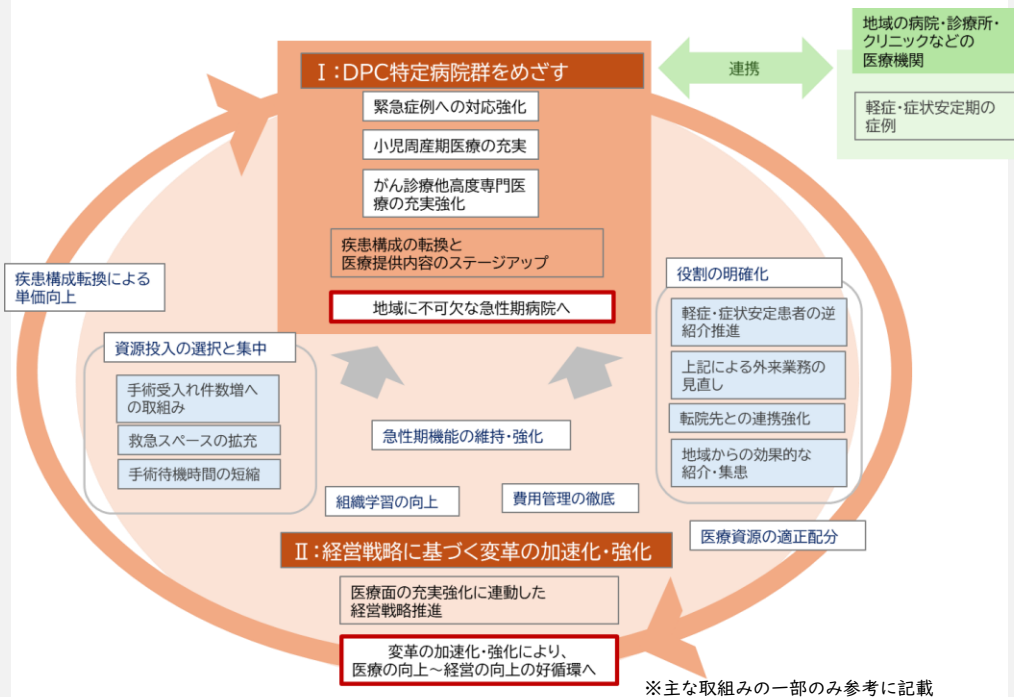 Ⅰ:DPC特定病院群をめざす
緊急症例への対応強化
小児周産期医療の充実
がん診療他高度専門医
療の充実強化
疾患構成の転換と
医療提供内容のステージアップ
地域に不可欠な急性期病院へ
連携
地域の病院・診療所・
クリニックなどの
医療機関
軽症・症状安定期の
症例
疾患構成転換による
単価向上
資源投入の選択と集中
手術受入れ件数増へ
の取組み
救急スペースの拡充
手術待機時間の短縮
役割の明確化
軽症・症状安定患者の逆
紹介推進
上記による外来業務の
見直し
転院先との連携強化
地域からの効果的な
紹介・集患
急性期機能の維持・強化
組織学習の向上
費用管理の徹底
医療資源の適正配分
Ⅱ:経営戦略に基づく変革の加速化・強化
医療面の充実強化に連動した
経営戦略推進
変革の加速化・強化により、
医療の向上～経営の向上の好循環へ
※主な取組みの一部のみ参考に記載